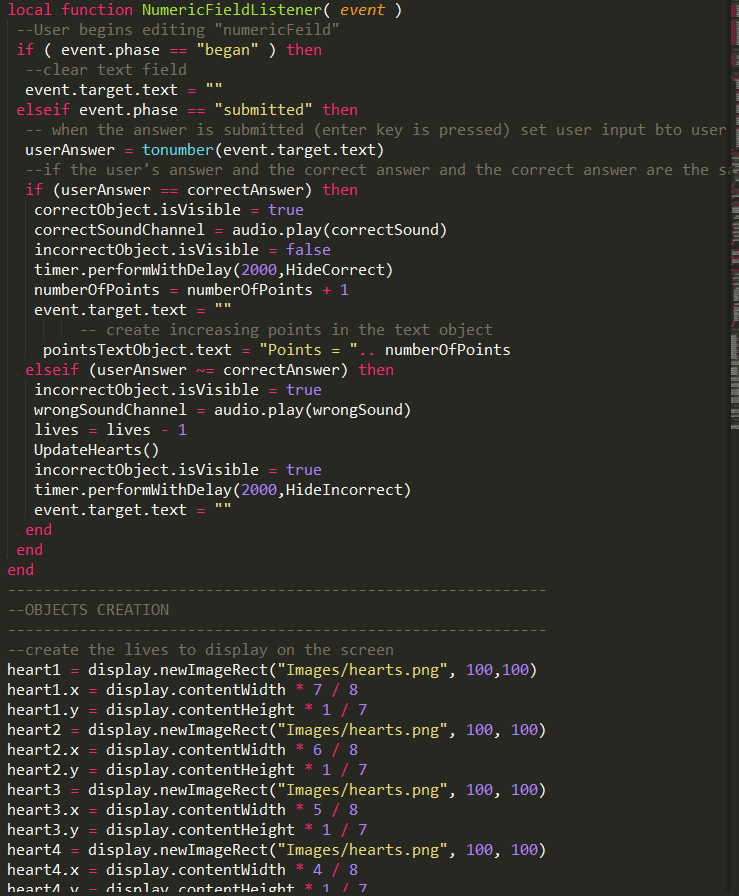 local function NumericFieldListener( event )
--User begins editing "numericFeild"
if ( event.phase == "began" ) then
--clear text field
event.target.text = ""
elseif event.phase == "submitted" then
-- when the answer is submitted (enter key is pressed) set user input bto user
userAnswer = tonumber(event.target.text)
--if the user's answer and the correct answer and the correct answer are the
if (userAnswer == correctAnswer) then
correctObject.isVisible = true
correctSoundChannel = audio.play(correctSound)
incorrectObject.isVisible = false
timer.performWithDelay(2000,HideCorrect)
numberOfPoints = numberOfPoints + 1
event.target.text = ""
-- create increasing points in the text object
pointsTextObject.text = "Points = ".. numberOfPoints
elseif (userAnswer ~= correctAnswer) then
incorrectObject.isVisible = true
wrongSoundChannel = audio.play(wrongSound)
lives = lives - 1
UpdateHearts()
incorrectObject.isVisible = true
timer.performWithDelay(2000,HideIncorrect)
event.target.text = ""
end
end
end
------------------------------------------------------------
--OBJECTS CREATION
------------------------------------------------------------
--create the lives to display on the screen
heart1 = display.newImageRect("Images/hearts.png", 100,100)
heart1.x = display.contentWidth * 7 / 8
heart1.y = display.contentHeight * 1 / 7
heart2 = display.newImageRect("Images/hearts.png", 100, 100)
heart2.x = display.contentWidth * 6 / 8
heart2.y = display.contentHeight * 1 / 7
heart3 = display.newImageRect("Images/hearts.png", 100, 100)
heart3.x = display.contentWidth * 5 / 8
heart3.y = display.contentHeight * 1 / 7
heart4 = display.newImageRect("Images/hearts.png", 100, 100)
heart4.x = display.contentWidth * 4 / 8
heart4.y = display.contentHeight * 1 / 7